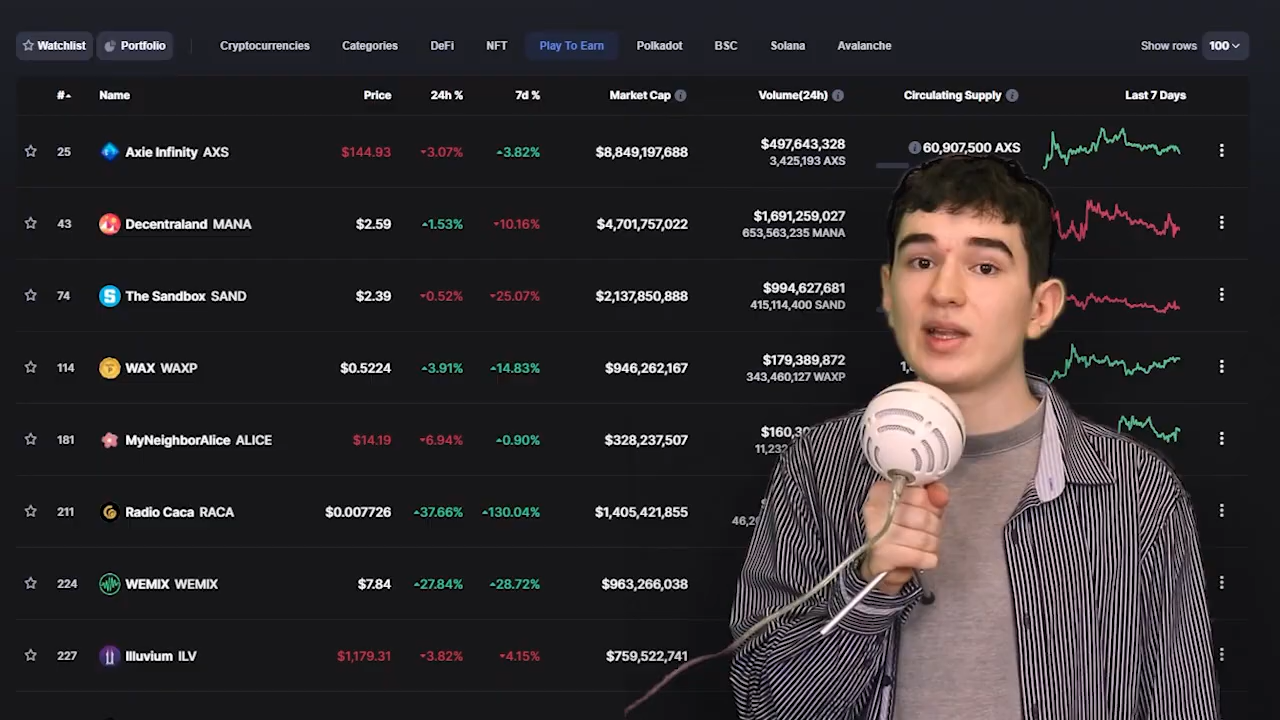 Watchlist Portfolio Cryptocurrencies Categories DeFi NFT Play To Earn Polkadot BSC Solana Avalanche Show rows 100
# Name Price 24h % 7d % Market Cap Volume(24h) Circulating Supply Last 7 Days
25 Axie Infinity AXS $144.93 3.07% 3.82% $8,849,197,688 $497,643,328 60,907,500 AXS
3,425,193 AXS
43 Decentraland MANA $2.59 1.53% 10.16% $4,701,757,022 $1,691,259,027
653,563,235 MANA
74 The Sandbox SAND $2.39 0.52% 25.07% $2,137,850,888 $994,627,681
415,114,400 SAND
114 WAX WAXP $0.5224 3.91% 14.83% $946,262,167 $179,389,872
343,460,127 WAXP
181 MyNeighborAlice ALICE $14.19 6.94% 0.90% $328,237,507
211 Radio Caca RACA $0.007726 37.66% 130.04% $1,405,421,855
224 WEMIX WEMIX $7.84 27.84% 28.72% $963,266,038
227 Illuvium ILV $1,179.31 3.82% 4.15% $759,522,741